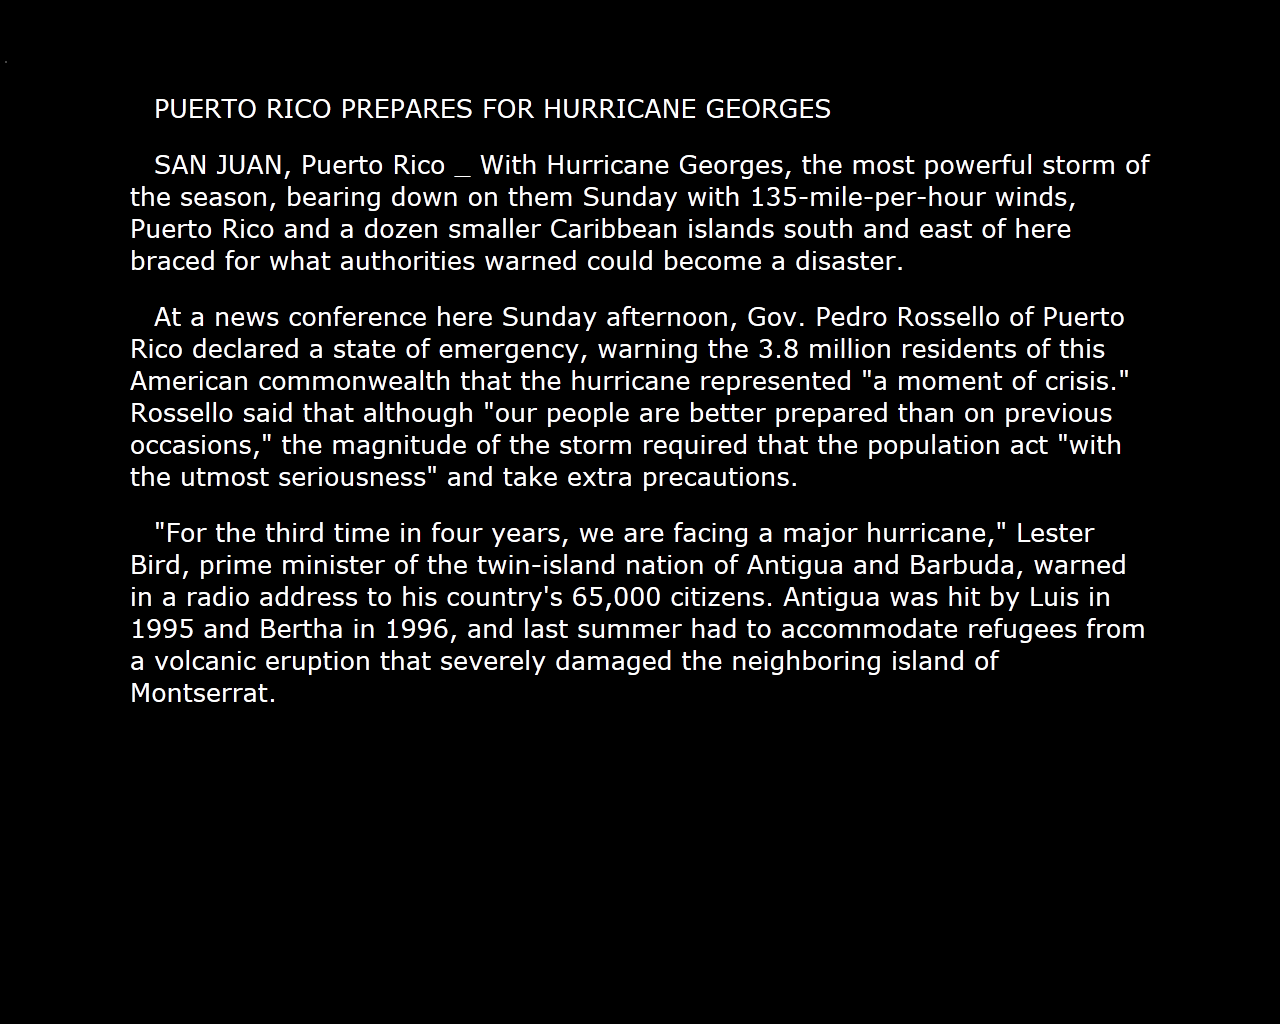 PUERTO RICO PREPARES FOR HURRICANE GEORGES
SAN JUAN, Puerto Rico _ With Hurricane Georges, the most powerful storm of
the season, bearing down on them Sunday with 135-mile-per-hour winds,
Puerto Rico and a dozen smaller Caribbean islands south and east of here
braced for what authorities warned could become a disaster.
At a news conference here Sunday afternoon, Gov. Pedro Rossello of Puerto
Rico declared a state of emergency, warning the 3.8 million residents of this
American commonwealth that the hurricane represented "a moment of crisis."
Rossello said that although "our people are better prepared than on previous
occasions," the magnitude of the storm required that the population act "with
the utmost seriousness" and take extra precautions.
"For the third time in four years, we are facing a major hurricane," Lester
Bird, prime minister of the twin-island nation of Antigua and Barbuda, warned
in a radio address to his country's 65,000 citizens. Antigua was hit by Luis in
1995 and Bertha in 1996, and last summer had to accommodate refugees from
a volcanic eruption that severely damaged the neighboring island of
Montserrat.